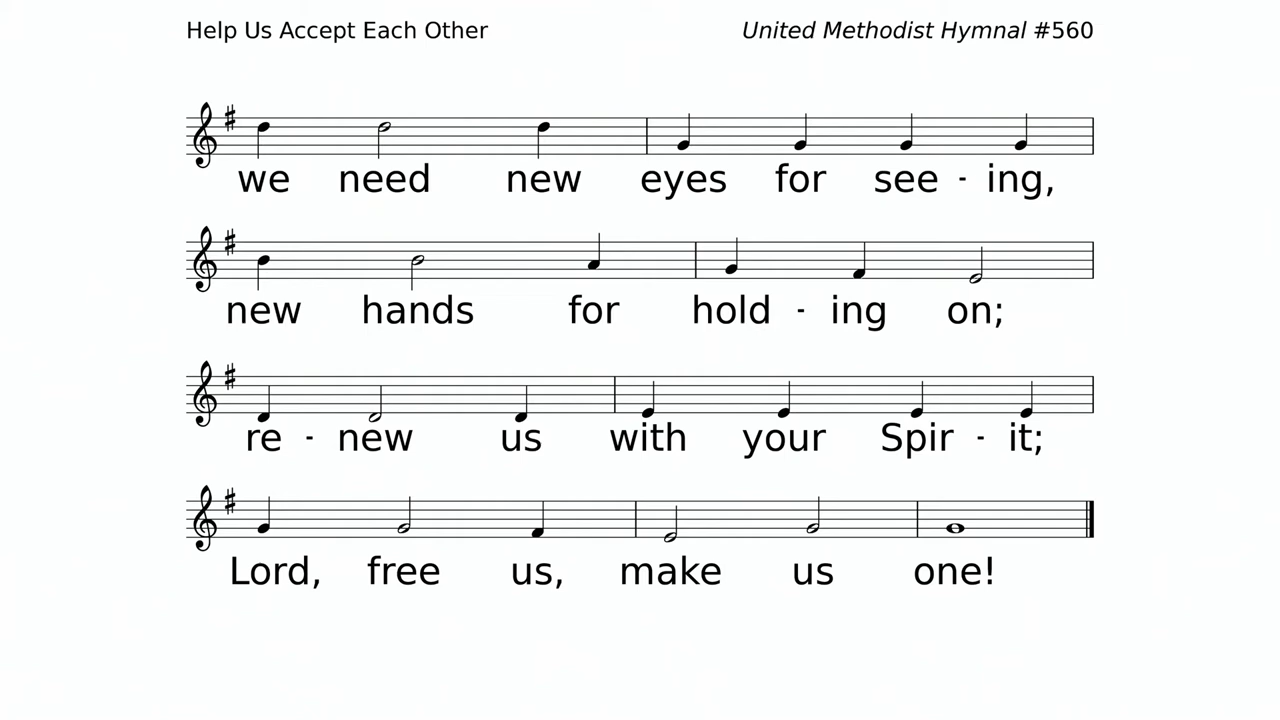 Help Us Accept Each Other
United Methodist Hymnal #560
we need new eyes for see - ing,
new hands for hold - ing on;
re - new us with your Spir - it;
Lord, free us, make us one!